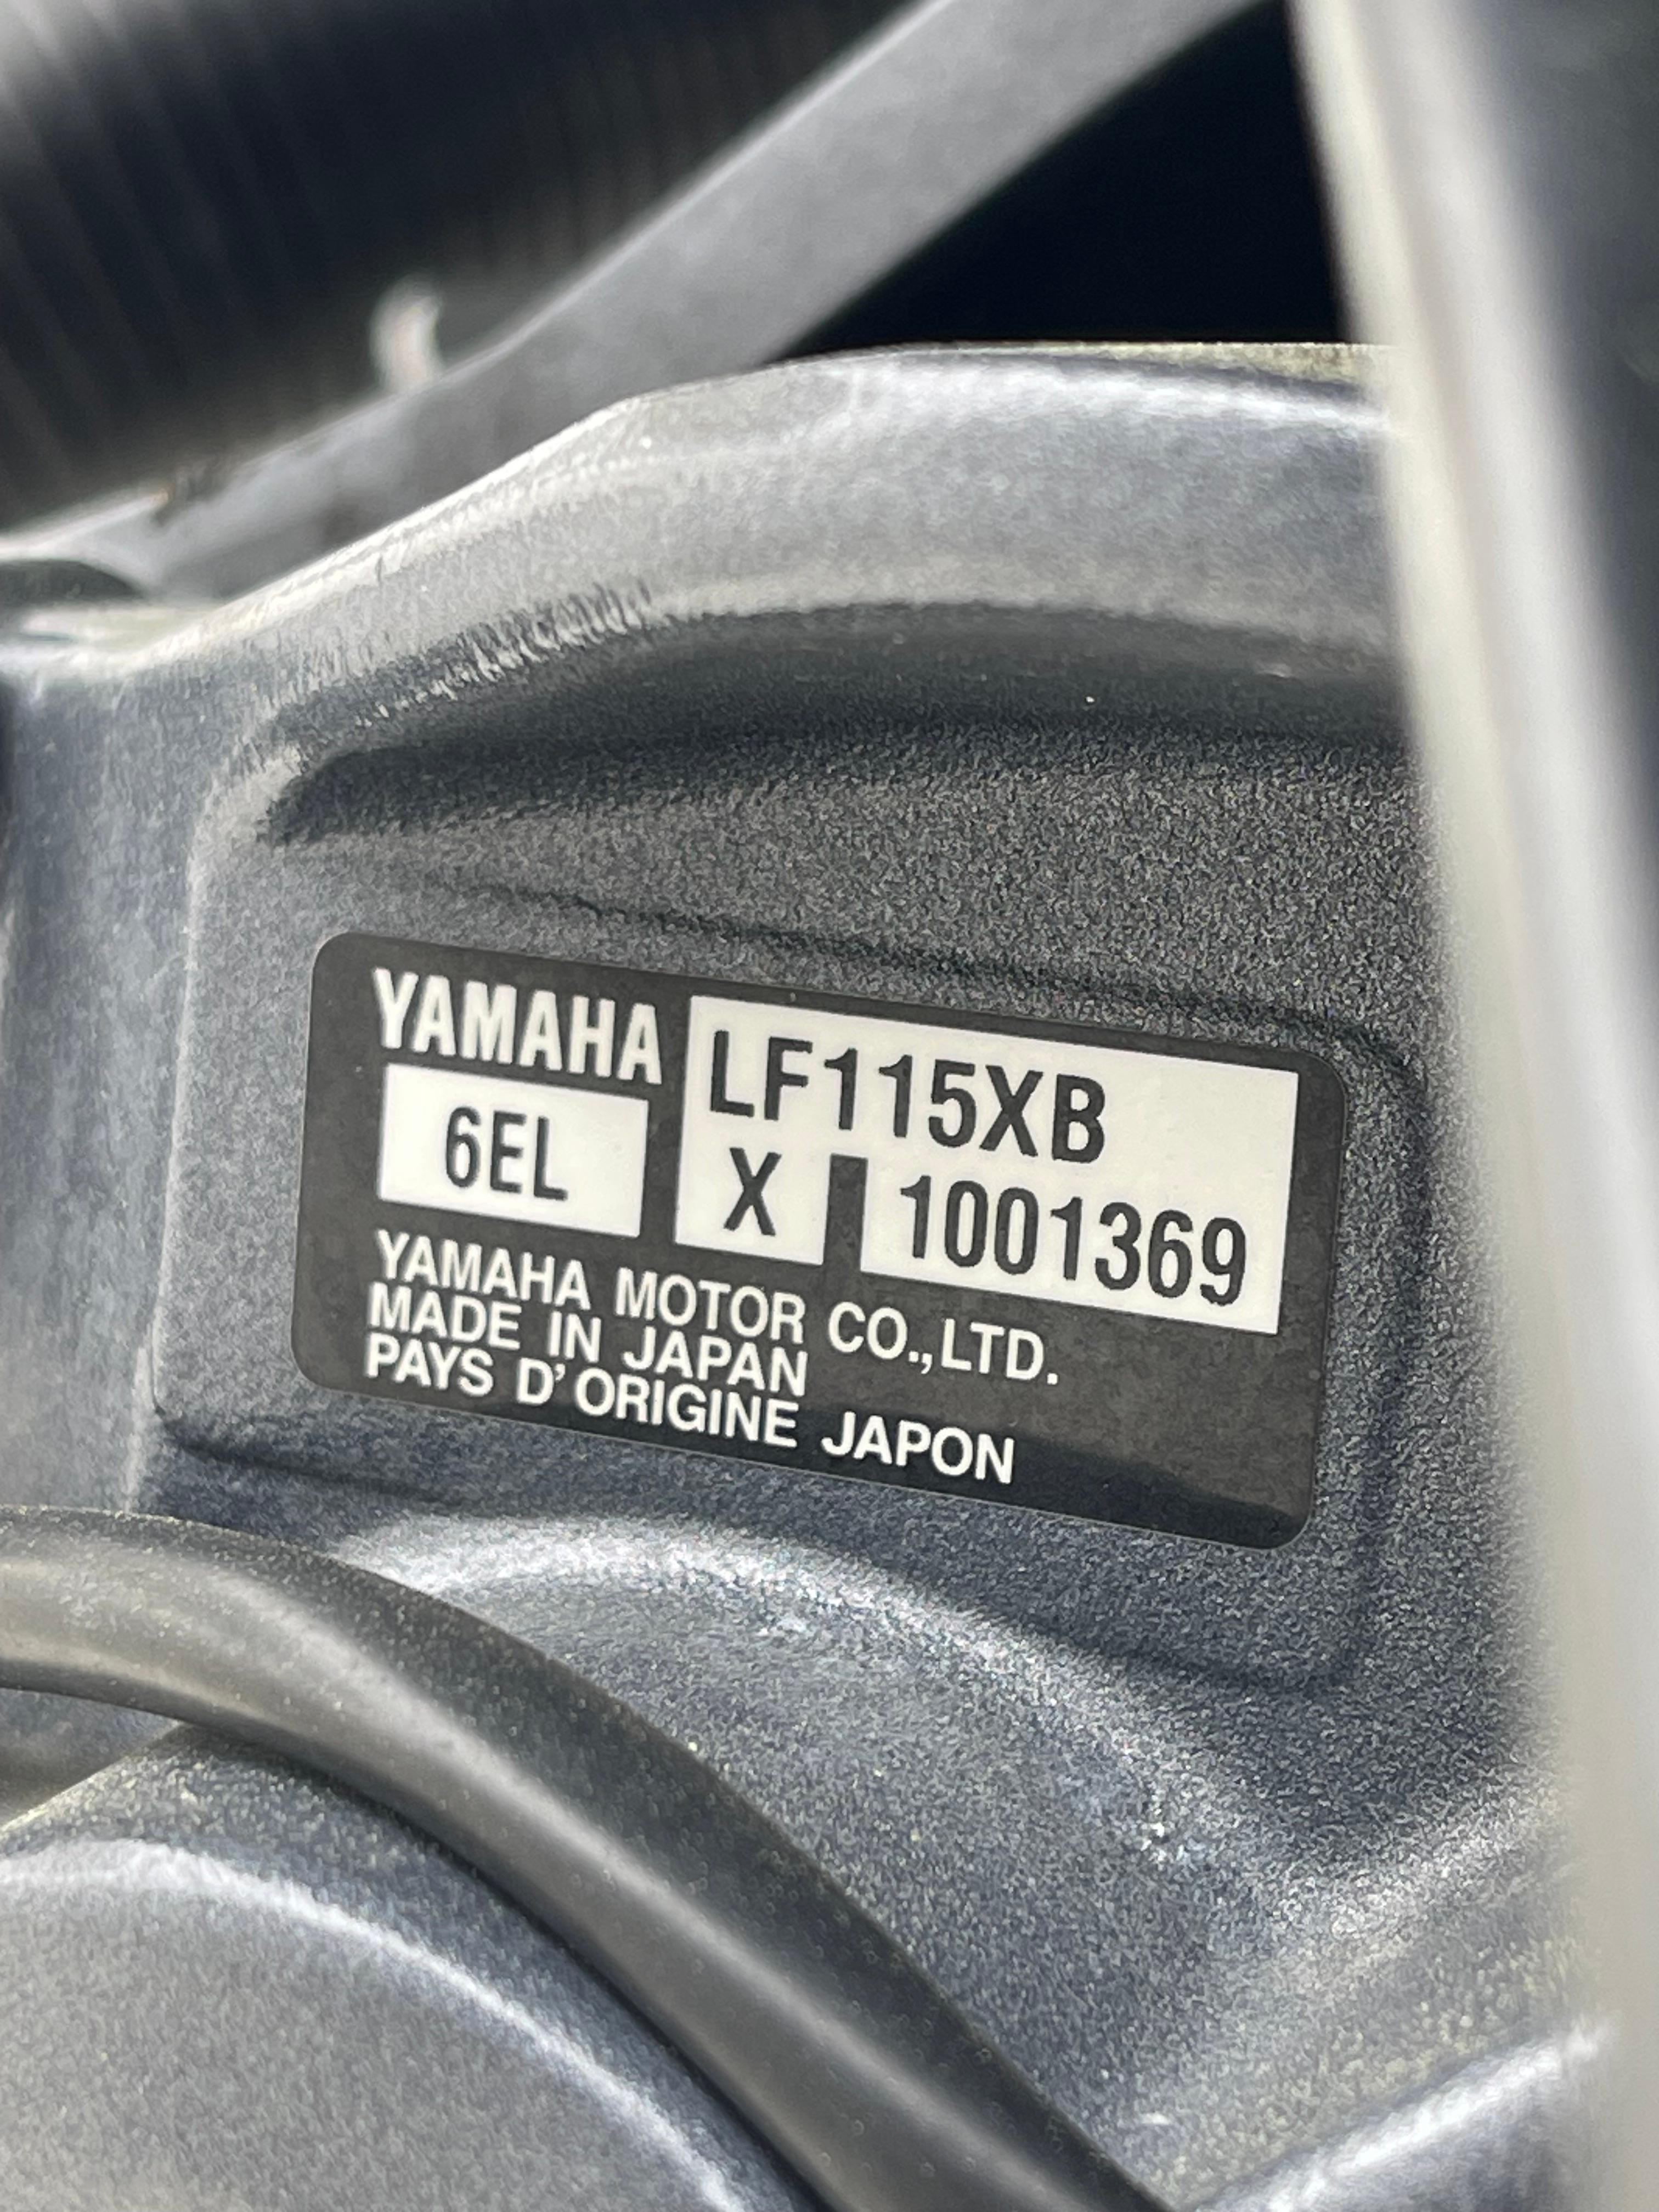 YAMAHA LF115XB
6EL X 1001369
YAMAHA MOTOR CO.,LTD.
MADE IN JAPAN
PAYS D'ORIGINE JAPON